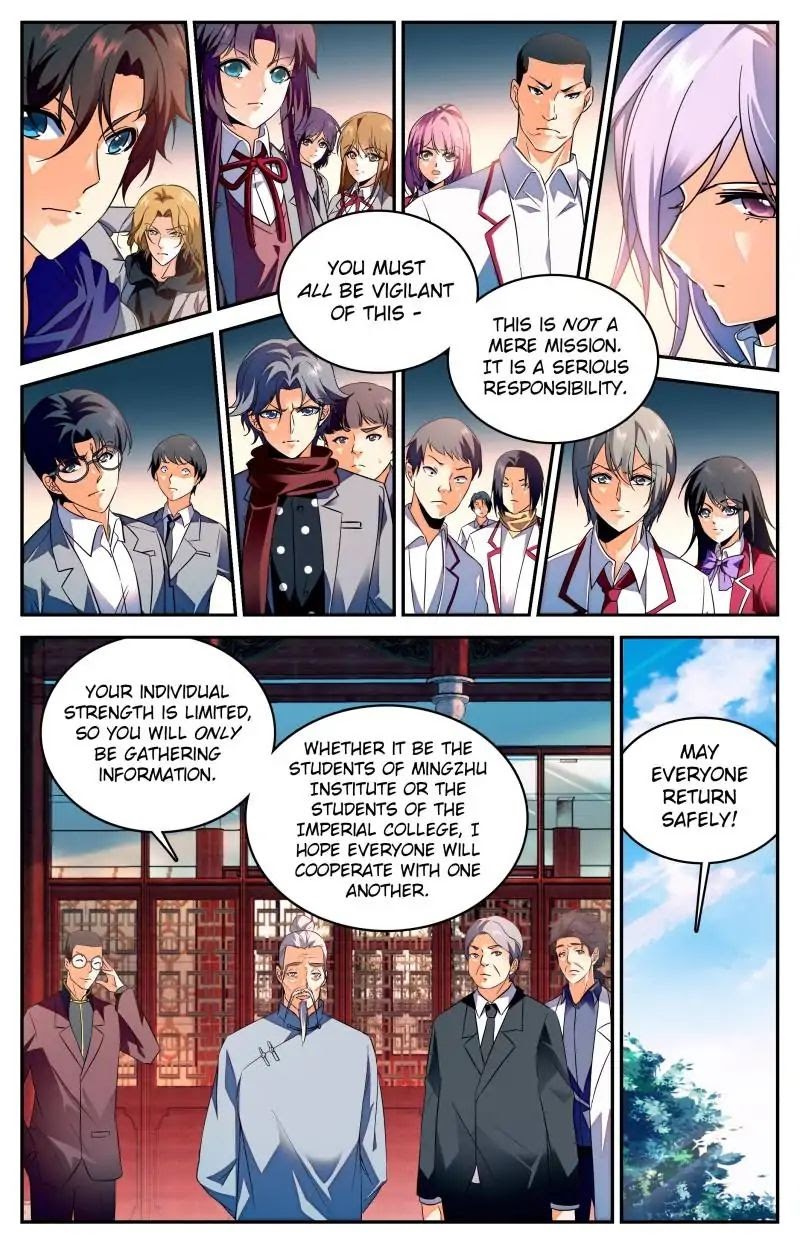 YOU MUST
ALL BE VIGILANT
OF THIS -
THIS IS NOT A
MERE MISSION.
IT IS A SERIOUS
RESPONSIBILITY.
YOUR INDIVIDUAL
STRENGTH IS LIMITED,
SO YOU WILL ONLY
BE GATHERING
INFORMATION.
WHETHER IT BE THE
STUDENTS OF MINGZHU
INSTITUTE OR THE
STUDENTS OF THE
IMPERIAL COLLEGE, I
HOPE EVERYONE WILL
COOPERATE WITH ONE
ANOTHER.
MAY
EVERYONE
RETURN
SAFELY!